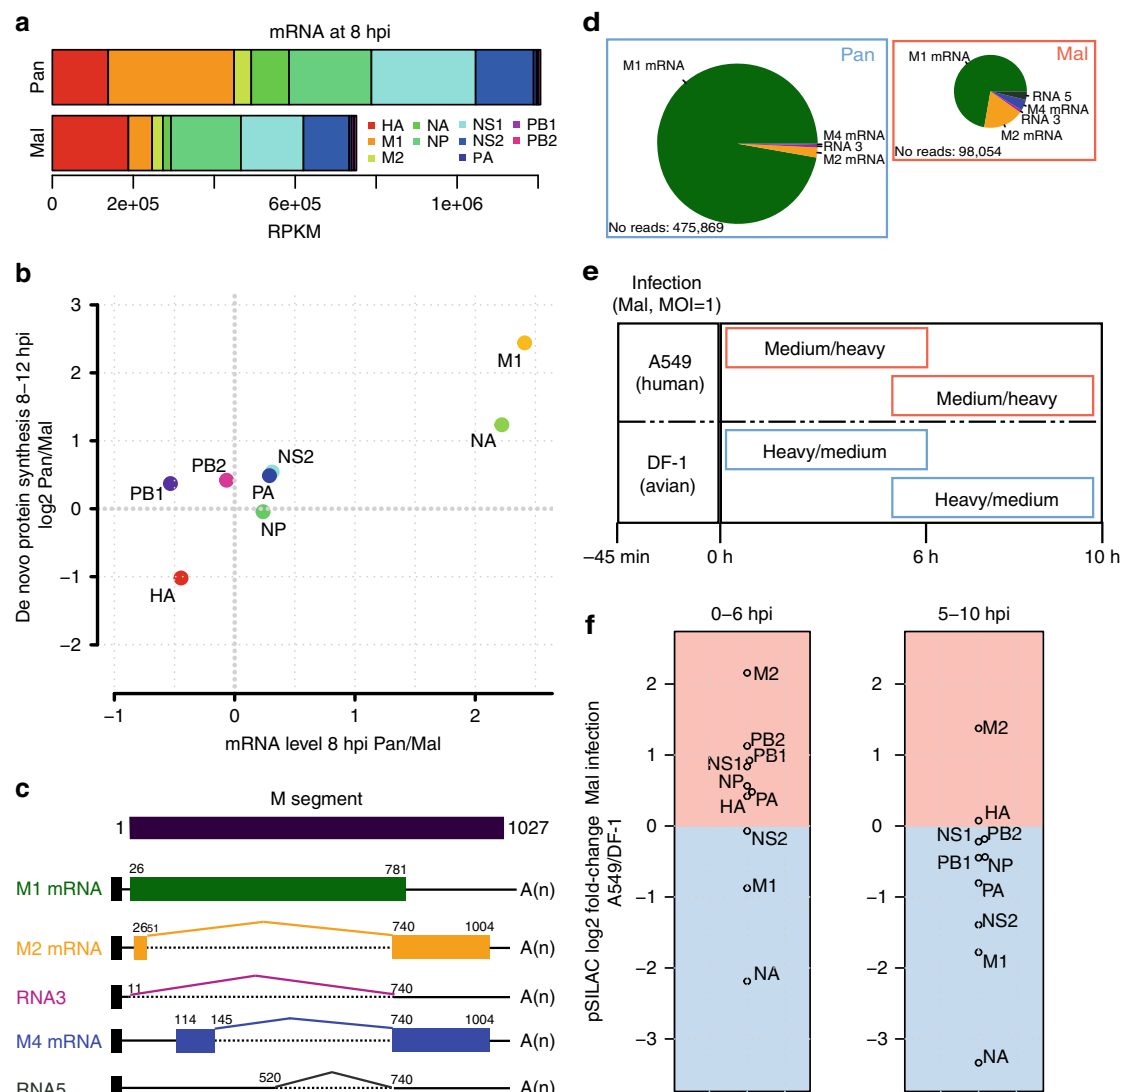 a
mRNA at 8 hpi
Pan
Mal
HA
M1
M2
NA
NP
NS1
NS2
PA
PB1
PB2
0
2e+05
6e+05
1e+06
RPKM
b
De novo protein synthesis 8–12 hpi
log2 Pan/Mal
3
2
1
0
−1
−2
M1
NA
NS2
PB2
PA
PB1
NP
HA
−1
0
1
2
mRNA level 8 hpi Pan/Mal
c
M segment
1
1027
M1 mRNA
26
781
A(n)
M2 mRNA
26
51
740
1004
A(n)
RNA3
11
740
A(n)
M4 mRNA
114
145
740
1004
A(n)
RNA5
520
740
A(n)
d
Pan
M1 mRNA
M4 mRNA
RNA 3
M2 mRNA
No reads: 475,869
Mal
M1 mRNA
RNA 5
M4 mRNA
RNA 3
M2 mRNA
No reads: 98,054
e
Infection
(Mal, MOI=1)
A549
(human)
Medium/heavy
Medium/heavy
DF-1
(avian)
Heavy/medium
Heavy/medium
−45 min
0 h
6 h
10 h
f
pSILAC log2 fold-change Mal infection
A549/DF-1
0–6 hpi
2
1
0
−1
−2
−3
M2
PB2
PB1
NS1
NP
PA
HA
NS2
M1
NA
5–10 hpi
2
1
0
−1
−2
−3
M2
HA
NS1
PB2
PB1
NP
PA
NS2
M1
NA